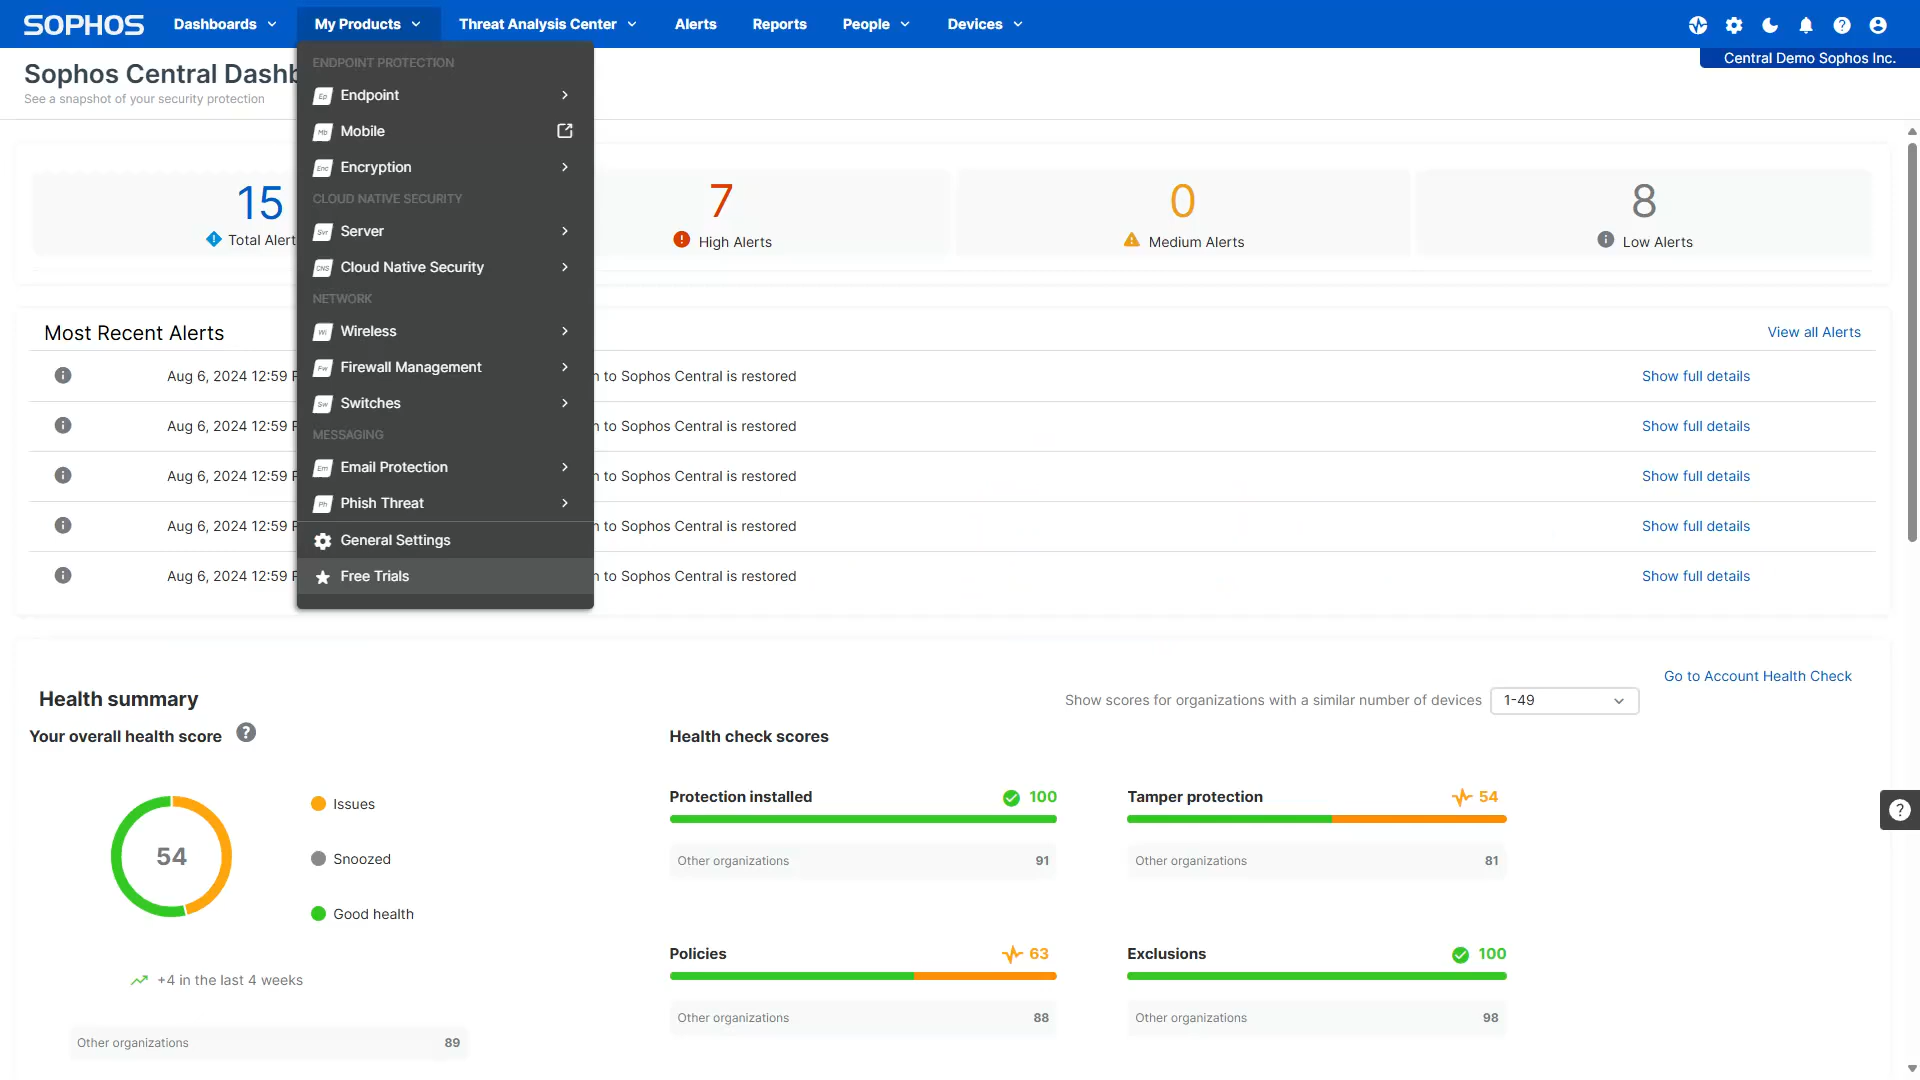 SOPHOS
Dashboards
My Products
Threat Analysis Center
Alerts
Reports
People
Devices
Central Demo Sophos Inc.
Sophos Central Dashb
See a snapshot of your security protection
ENDPOINT PROTECTION
Ep Endpoint
Mb Mobile
Enc Encryption
CLOUD NATIVE SECURITY
Svr Server
CNS Cloud Native Security
NETWORK
Wi Wireless
Fw Firewall Management
Sw Switches
MESSAGING
Em Email Protection
Ph Phish Threat
General Settings
Free Trials
15
Total Alert
7
High Alerts
0
Medium Alerts
8
Low Alerts
Most Recent Alerts
View all Alerts
Aug 6, 2024 12:59 P
n to Sophos Central is restored
Show full details
Aug 6, 2024 12:59 P
n to Sophos Central is restored
Show full details
Aug 6, 2024 12:59 P
n to Sophos Central is restored
Show full details
Aug 6, 2024 12:59 P
n to Sophos Central is restored
Show full details
Aug 6, 2024 12:59 P
n to Sophos Central is restored
Show full details
Go to Account Health Check
Health summary
Show scores for organizations with a similar number of devices
1-49
Your overall health score
54
Issues
Snoozed
Good health
+4 in the last 4 weeks
Other organizations 89
Health check scores
Protection installed 100
Other organizations 91
Tamper protection 54
Other organizations 81
Policies 63
Other organizations 88
Exclusions 100
Other organizations 98